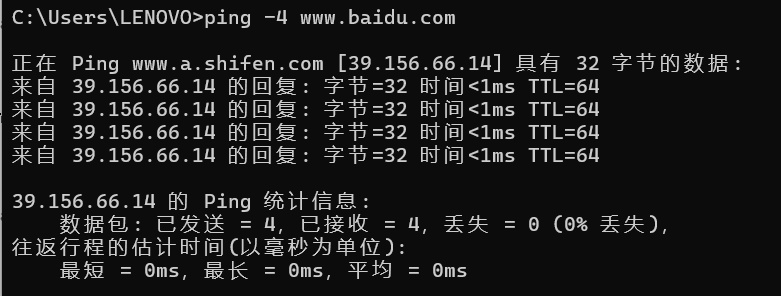 C:\Users\LENOVO>ping -4 www.baidu.com
正在 Ping www.a.shifen.com [39.156.66.14] 具有 32 字节的数据:
来自 39.156.66.14 的回复: 字节=32 时间<1ms TTL=64
来自 39.156.66.14 的回复: 字节=32 时间<1ms TTL=64
来自 39.156.66.14 的回复: 字节=32 时间<1ms TTL=64
来自 39.156.66.14 的回复: 字节=32 时间<1ms TTL=64
39.156.66.14 的 Ping 统计信息:
数据包: 已发送 = 4, 已接收 = 4, 丢失 = 0 (0% 丢失),
往返行程的估计时间(以毫秒为单位):
最短 = 0ms, 最长 = 0ms, 平均 = 0ms